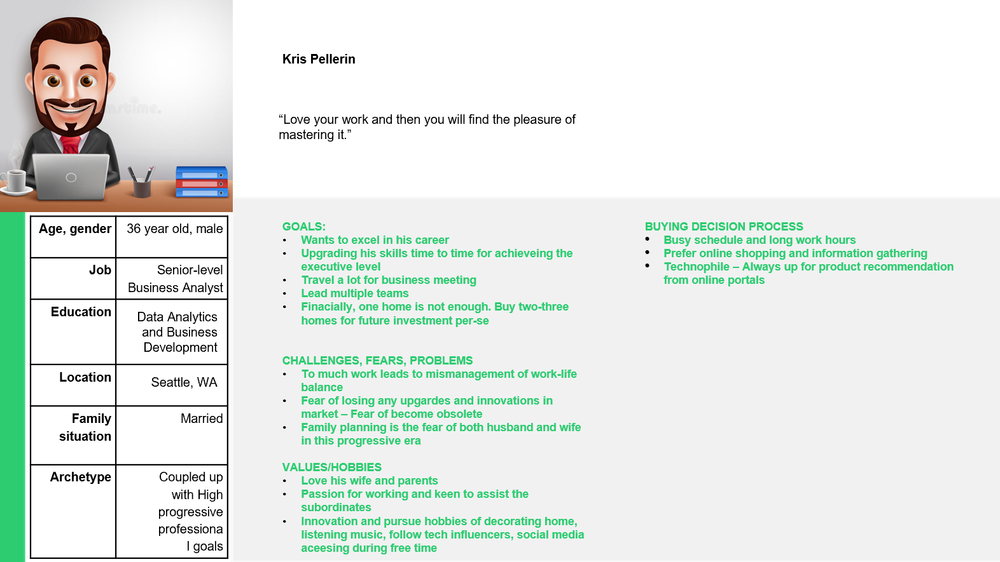 Kris Pellerin
“Love your work and then you will find the pleasure of
mastering it.”
Age, gender
36 year old, male
Job
Senior-level
Business Analyst
Education
Data Analytics
and Business
Development
Location
Seattle, WA
Family
situation
Married
Archetype
Coupled up
with High
progressive
professiona
l goals
GOALS:
• Wants to excel in his career
• Upgrading his skills time to time for achieveing the
executive level
• Travel a lot for business meeting
• Lead multiple teams
• Finacially, one home is not enough. Buy two-three
homes for future investment per-se
CHALLENGES, FEARS, PROBLEMS
• To much work leads to mismanagement of work-life
balance
• Fear of losing any upgardes and innovations in
market – Fear of become obsolete
• Family planning is the fear of both husband and wife
in this progressive era
VALUES/HOBBIES
• Love his wife and parents
• Passion for working and keen to assist the
subordinates
• Innovation and pursue hobbies of decorating home,
listening music, follow tech influencers, social media
aceesing during free time
BUYING DECISION PROCESS
• Busy schedule and long work hours
• Prefer online shopping and information gathering
• Technophile – Always up for product recommendation
from online portals